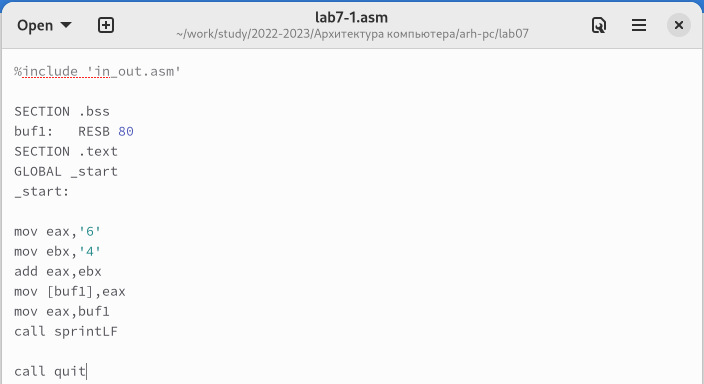 Open
lab7-1.asm
~/work/study/2022-2023/Архитектура компьютера/arh-pc/lab07
%include 'in_out.asm'
SECTION .bss
buf1:   RESB 80
SECTION .text
GLOBAL _start
_start:
mov eax,'6'
mov ebx,'4'
add eax,ebx
mov [buf1],eax
mov eax,buf1
call sprintLF
call quit